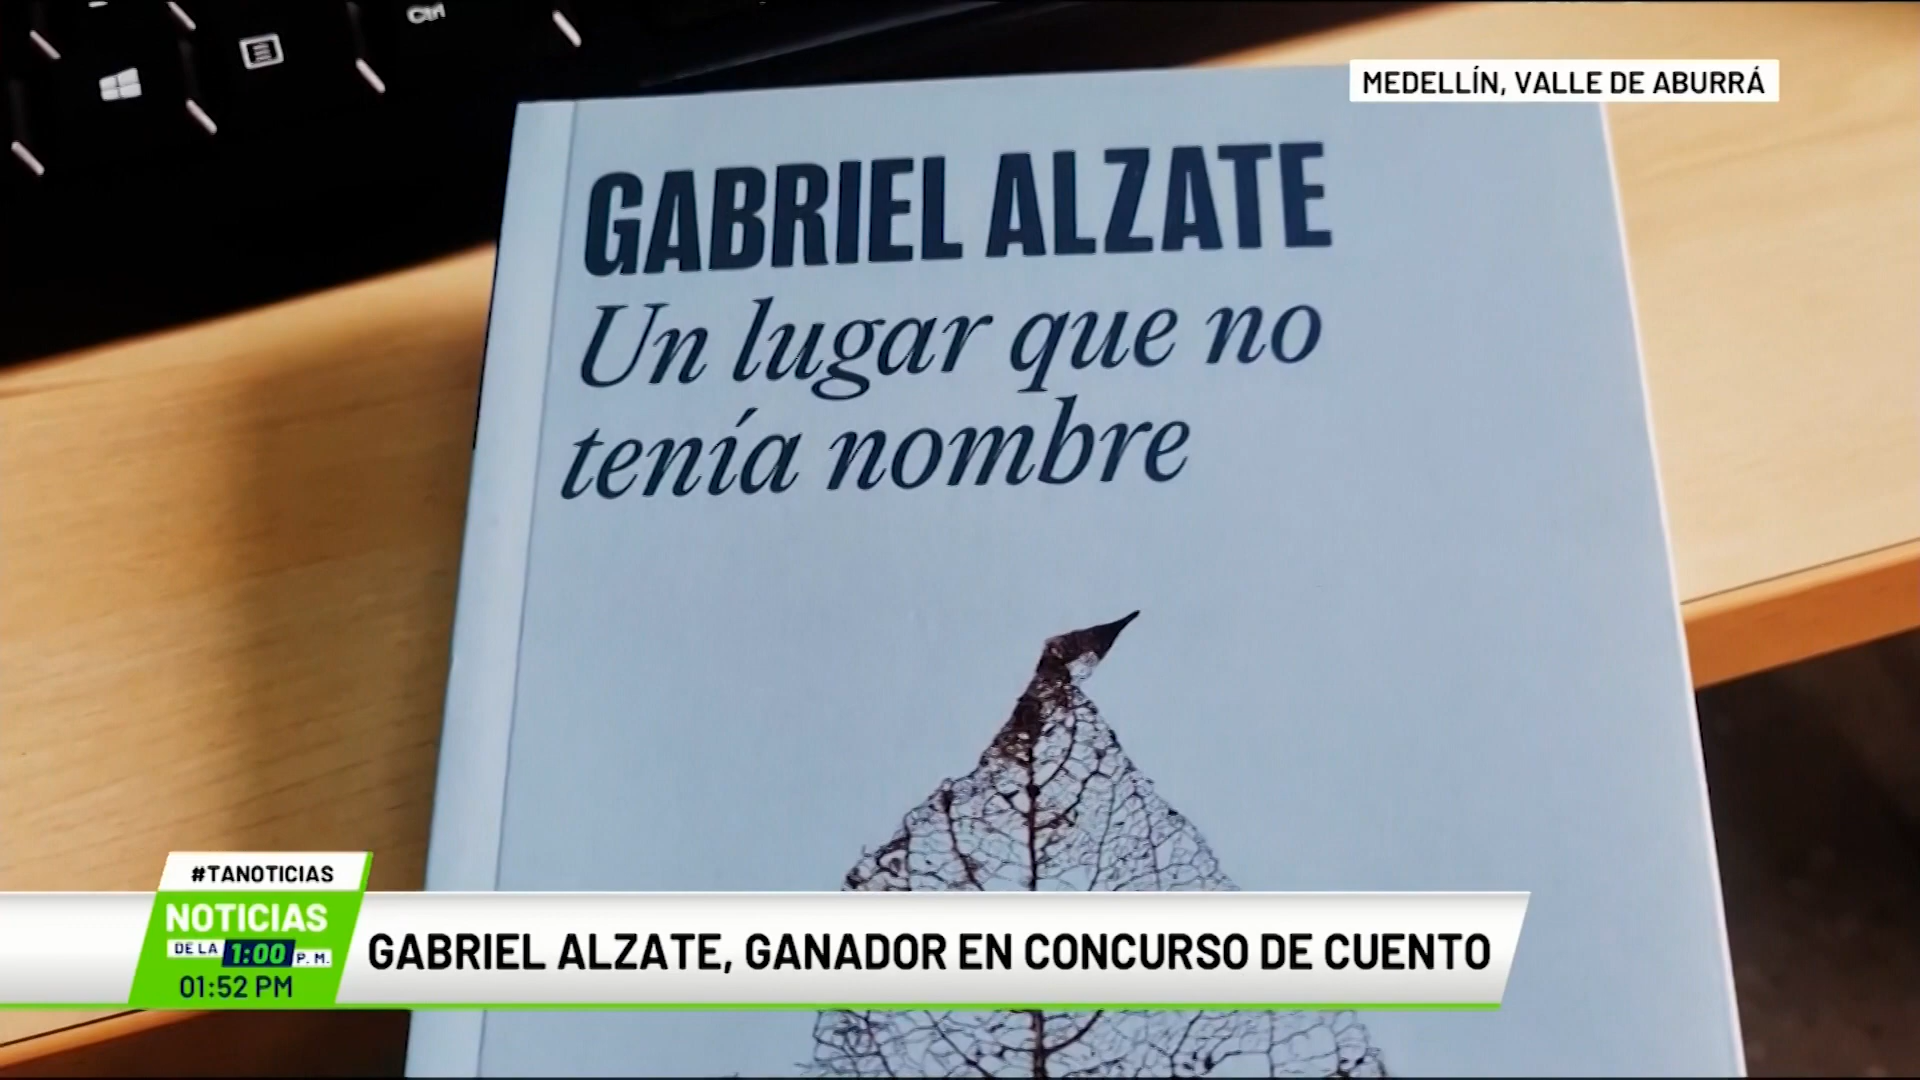 Ctrl
MEDELLÍN, VALLE DE ABURRÁ
GABRIEL ALZATE
Un lugar que no
tenía nombre
#TANOTICIAS
NOTICIAS
DE LA 1:00 P. M.
01:52 PM
GABRIEL ALZATE, GANADOR EN CONCURSO DE CUENTO